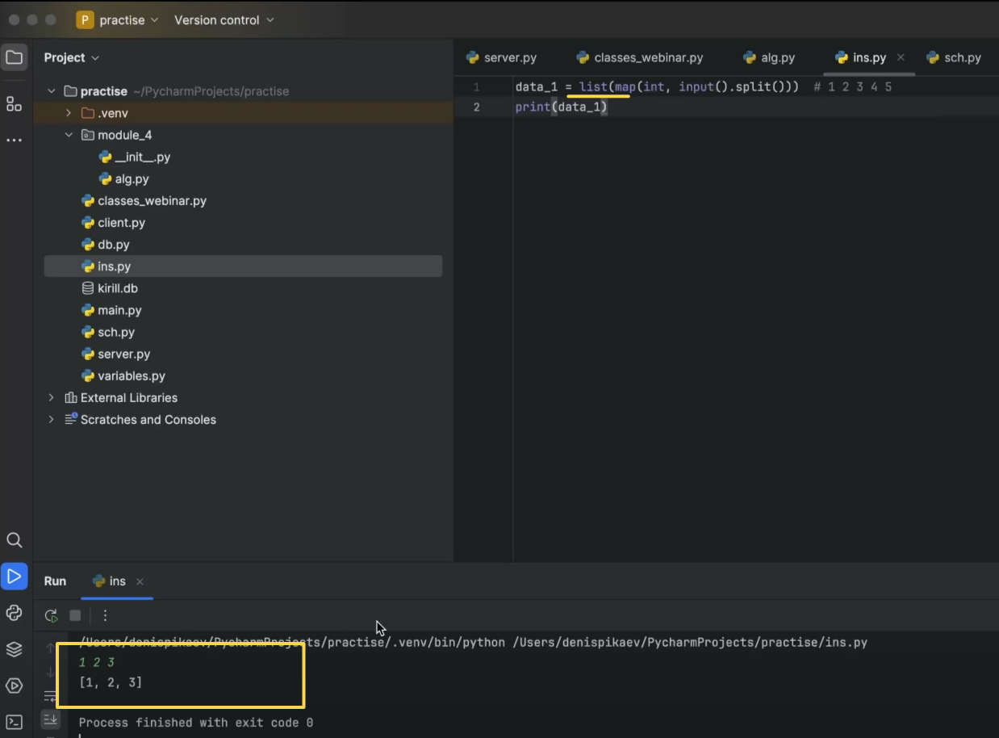 P practise Version control
Project
practise ~/PycharmProjects/practise
.venv
module_4
__init__.py
alg.py
classes_webinar.py
client.py
db.py
ins.py
kirill.db
main.py
sch.py
server.py
variables.py
External Libraries
Scratches and Consoles
server.py classes_webinar.py alg.py ins.py sch.py
1 data_1 = list(map(int, input().split())) # 1 2 3 4 5
2 print(data_1)
Run ins
/Users/denispikaev/PycharmProjects/practise/.venv/bin/python /Users/denispikaev/PycharmProjects/practise/ins.py
1 2 3
[1, 2, 3]
Process finished with exit code 0